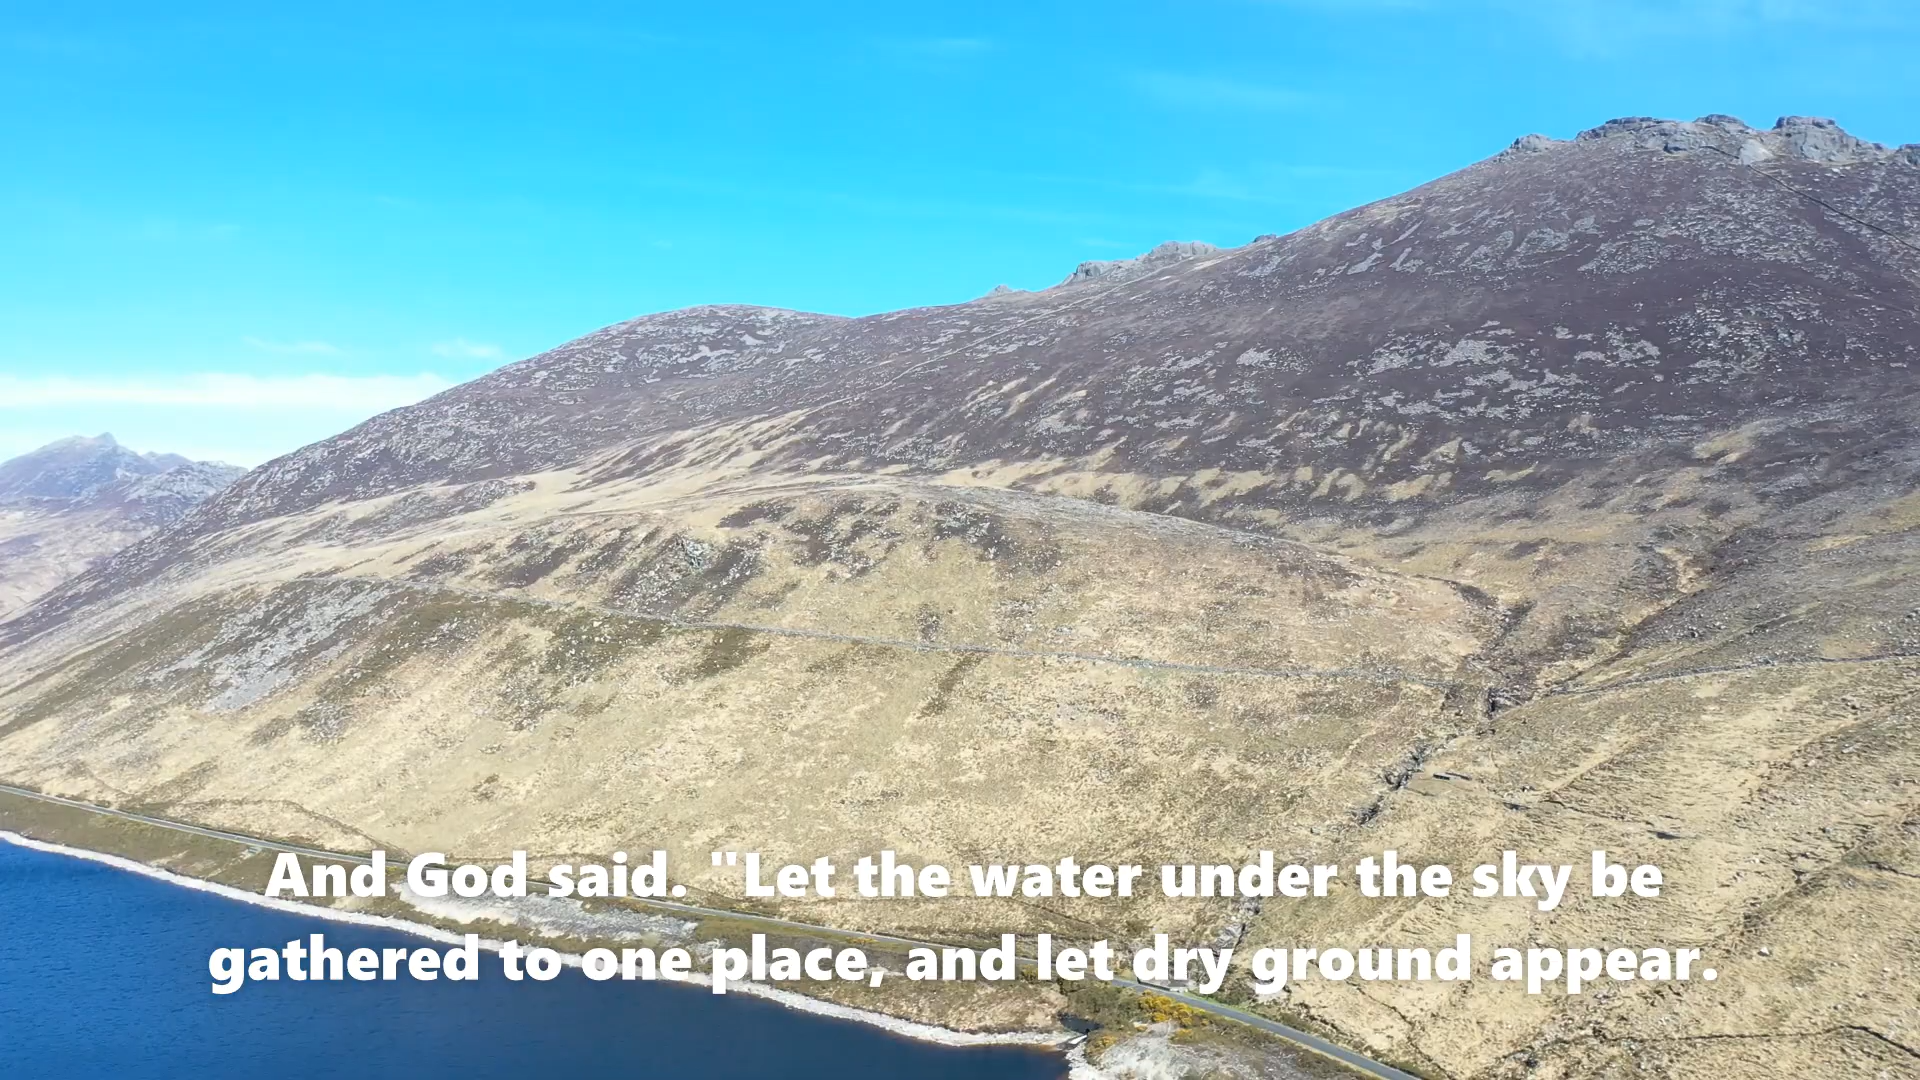 And God said. "Let the water under the sky be
gathered to one place, and let dry ground appear.